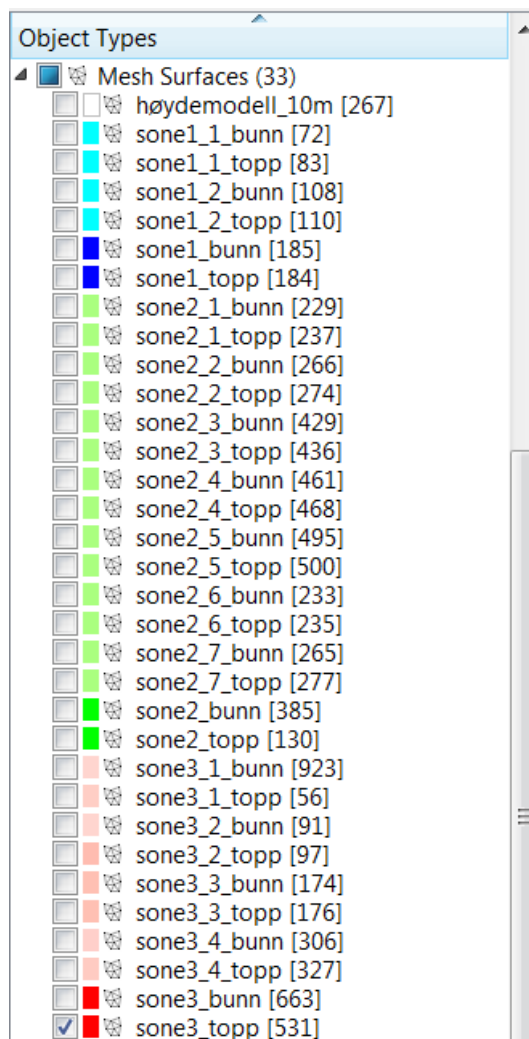 Object Types
Mesh Surfaces (33)
høydemodell_10m [267]
sone1_1_bunn [72]
sone1_1_topp [83]
sone1_2_bunn [108]
sone1_2_topp [110]
sone1_bunn [185]
sone1_topp [184]
sone2_1_bunn [229]
sone2_1_topp [237]
sone2_2_bunn [266]
sone2_2_topp [274]
sone2_3_bunn [429]
sone2_3_topp [436]
sone2_4_bunn [461]
sone2_4_topp [468]
sone2_5_bunn [495]
sone2_5_topp [500]
sone2_6_bunn [233]
sone2_6_topp [235]
sone2_7_bunn [265]
sone2_7_topp [277]
sone2_bunn [385]
sone2_topp [130]
sone3_1_bunn [923]
sone3_1_topp [56]
sone3_2_bunn [91]
sone3_2_topp [97]
sone3_3_bunn [174]
sone3_3_topp [176]
sone3_4_bunn [306]
sone3_4_topp [327]
sone3_bunn [663]
sone3_topp [531]